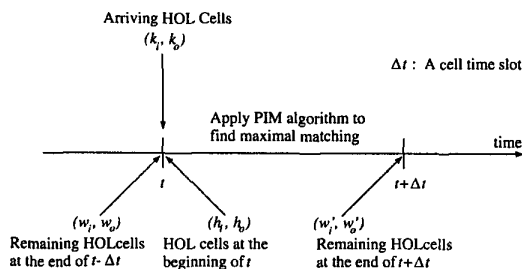 Arriving HOL Cells
(k_i, k_o)
Δt : A cell time slot
Apply PIM algorithm to
find maximal matching
time
t
t+Δt
(w_i, w_o)
(h_i, h_o)
(w_i', w_o')
Remaining HOLcells
at the end of t- Δt
HOL cells at the
beginning of t
Remaining HOLcells
at the end of t+Δt